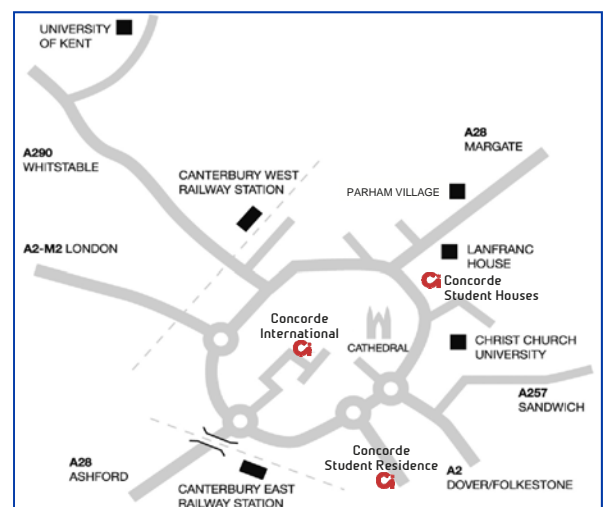 UNIVERSITY
OF KENT
A28
MARGATE
A290
WHITSTABLE
CANTERBURY WEST
RAILWAY STATION
PARHAM VILLAGE
A2-M2 LONDON
LANFRANC
HOUSE
Concorde
Student Houses
Concorde
International
CATHEDRAL
CHRIST CHURCH
UNIVERSITY
A257
SANDWICH
Concorde
Student Residence
A28
ASHFORD
A2
DOVER/FOLKESTONE
CANTERBURY EAST
RAILWAY STATION